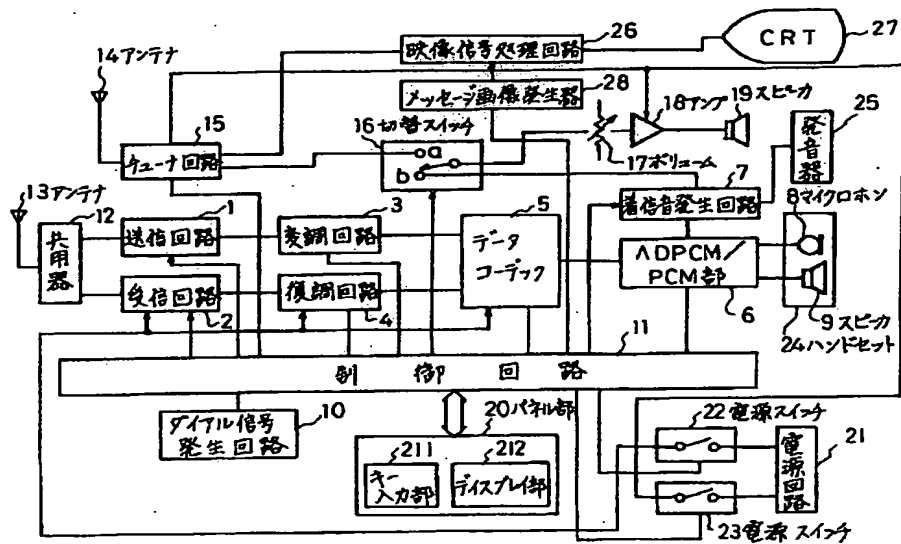 26
映像信号処理回路
CRT
27
14アンテナ
メッセージ画像発生器
28
18アンプ
19スピーカ
15
16切替スイッチ
発音器
25
チューナ回路
a
b
17ボリューム
7
13アンテナ
12
共用器
1
送信回路
3
変調回路
5
データ
コーデック
着信音発生回路
8マイクロホン
ADPCM/
PCM部
6
受信回路
2
復調回路
4
9スピーカ
24ハンドセット
11
制御回路
ダイアル信号
発生回路
10
20パネル部
211
キー
入力部
212
ディスプレイ部
22電源スイッチ
電源回路
21
23電源スイッチ